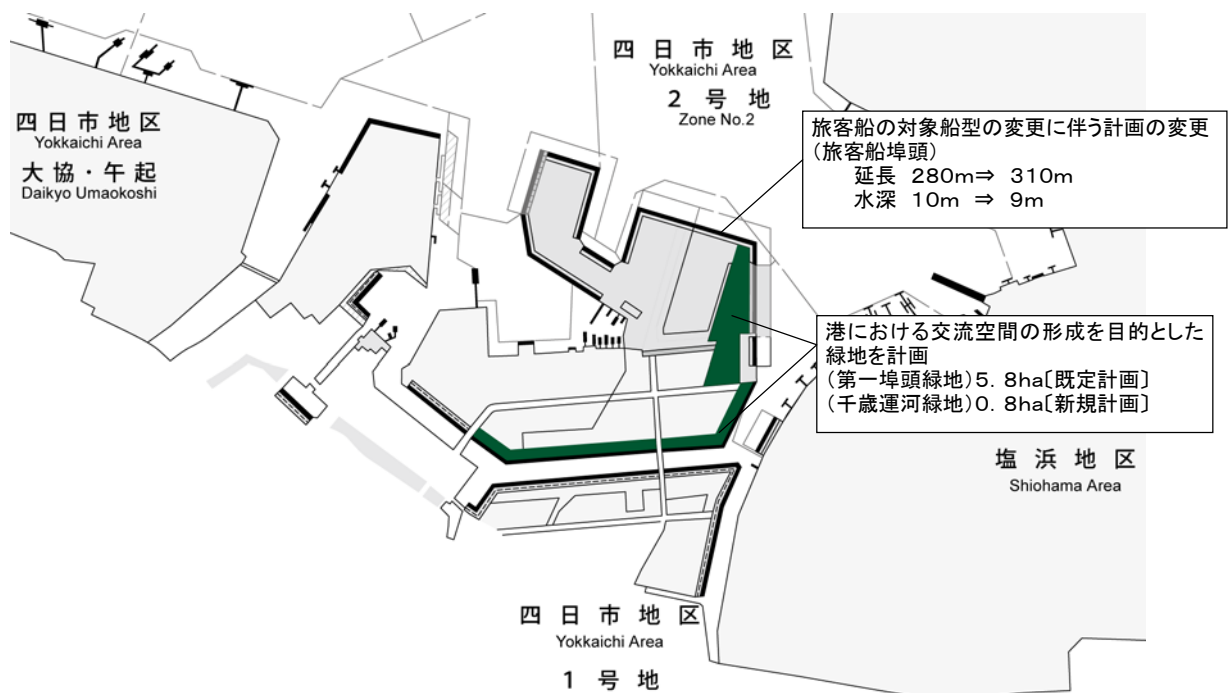 四日市地区
Yokkaichi Area
大協・午起
Daikyo Umaokoshi
四日市地区
Yokkaichi Area
2号地
Zone No.2
旅客船の対象船型の変更に伴う計画の変更
(旅客船埠頭)
延長 280m⇒ 310m
水深 10m ⇒ 9m
港における交流空間の形成を目的とした
緑地を計画
(第一埠頭緑地)5.8ha〔既定計画〕
(千歳運河緑地)0.8ha〔新規計画〕
塩浜地区
Shiohama Area
四日市地区
Yokkaichi Area
1号地